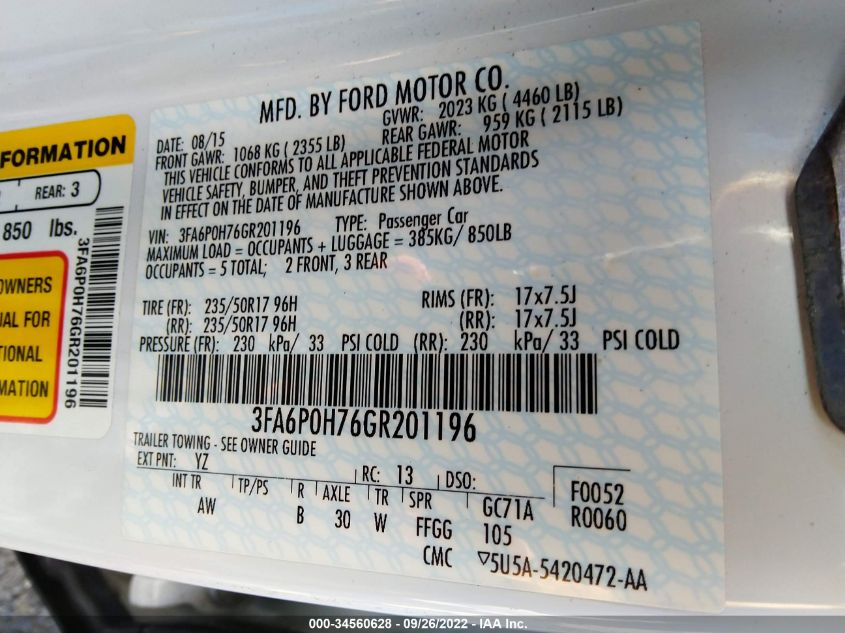 MFD. BY FORD MOTOR CO.
DATE: 08/15 GVWR: 2023 KG ( 4460 LB)
FRONT GAWR: 1068 KG ( 2355 LB) REAR GAWR: 959 KG ( 2115 LB)
THIS VEHICLE CONFORMS TO ALL APPLICABLE FEDERAL MOTOR
VEHICLE SAFETY, BUMPER, AND THEFT PREVENTION STANDARDS
IN EFFECT ON THE DATE OF MANUFACTURE SHOWN ABOVE.
VIN: 3FA6P0H76GR201196 TYPE: Passenger Car
MAXIMUM LOAD = OCCUPANTS + LUGGAGE = 385KG/ 850LB
OCCUPANTS = 5 TOTAL; 2 FRONT, 3 REAR
TIRE (FR): 235/50R17 96H RIMS (FR): 17x7.5J
(RR): 235/50R17 96H (RR): 17x7.5J
PRESSURE (FR): 230 kPa/ 33 PSI COLD (RR): 230 kPa/ 33 PSI COLD
3FA6P0H76GR201196
TRAILER TOWING - SEE OWNER GUIDE
EXT PNT: YZ RC: 13 DSO: F0052
INT TR TP/PS R AXLE TR SPR GC71A R0060
AW B 30 W FFGG 105
CMC ▽5U5A-5420472-AA
FORMATION
REAR: 3
850 lbs.
OWNERS
FOR
MATION
3FA6P0H76GR201196
000-34560628 - 09/26/2022 - IAA Inc.